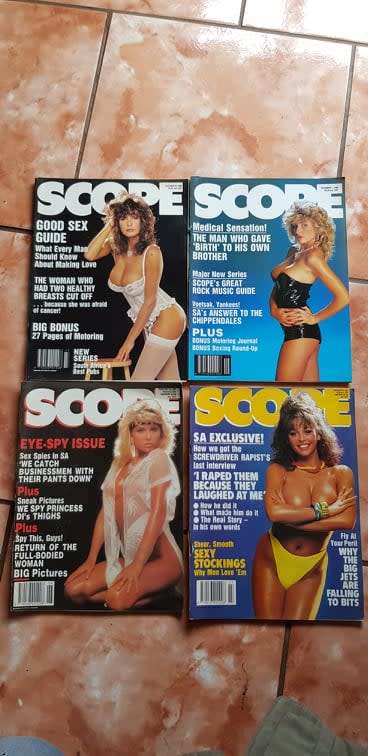 SCOPE
GOOD SEX
GUIDE
What Every Man
Should Know
About Making Love
THE WOMAN WHO
HAD TWO HEALTHY
BREASTS CUT OFF
... because she was afraid
of cancer!
BIG BONUS
27 Pages of Motoring
NEW
SERIES
South Africa's
Best Pubs
SCOPE
Medical Sensation!
THE MAN WHO GAVE
'BIRTH' TO HIS OWN
BROTHER
Major New Series
SCOPE'S GREAT
ROCK MUSIC GUIDE
Voetsak, Yankees!
SA's ANSWER TO THE
CHIPPENDALES
PLUS
BONUS Motoring Journal
BONUS Boxing Round-Up
SCOPE
EYE-SPY ISSUE
Sex Spies in SA
'WE CATCH
BUSINESSMEN WITH
THEIR PANTS DOWN'
Plus
Sneak Pictures
WE SPY PRINCESS
DI's THIGHS
Plus
Spy This, Guys!
RETURN OF THE
FULL-BODIED
WOMAN
BIG Pictures
SCOPE
SA EXCLUSIVE!
How we got the
SCREWDRIVER RAPIST's
last interview
'I RAPED THEM
BECAUSE THEY
LAUGHED AT ME'
• How he did it
• What made him do it
• The Real Story –
in his own words
Sheer, Smooth
SEXY
STOCKINGS
Why Men Love 'Em
Fly At
Your Peril
WHY
THE BIG
JETS
ARE
FALLING
TO BITS